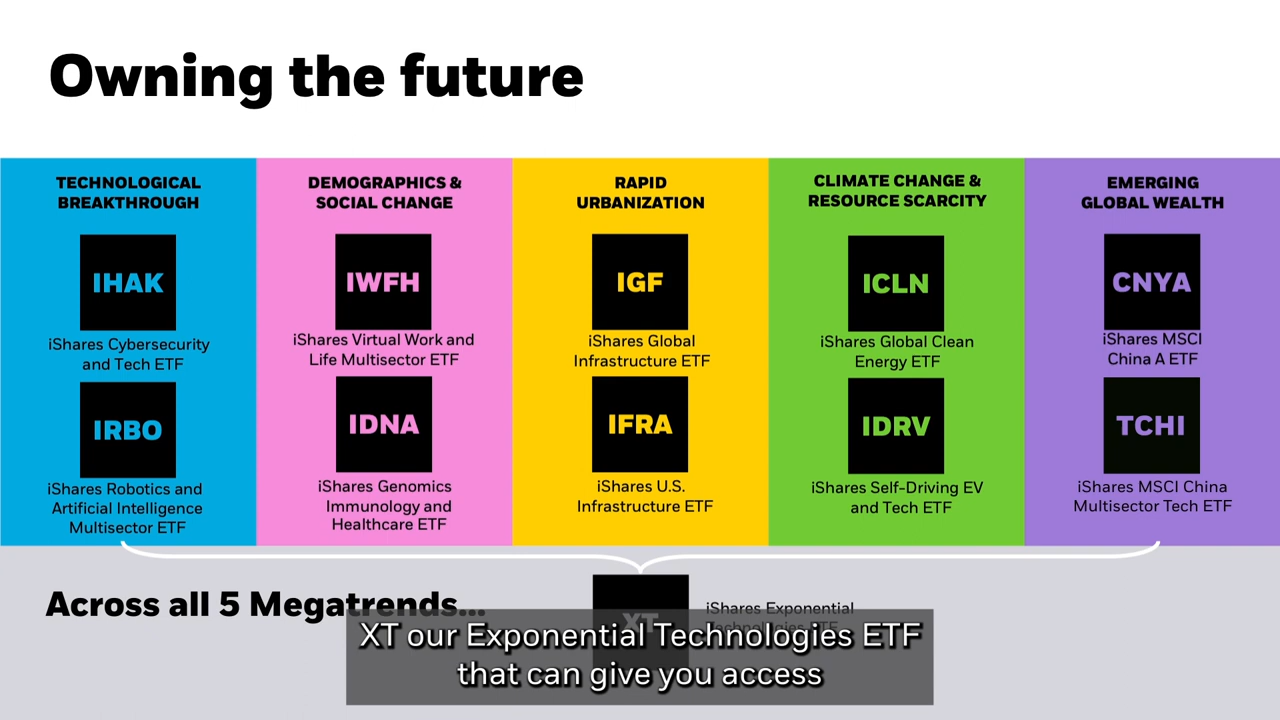 Owning the future
TECHNOLOGICAL
BREAKTHROUGH
IHAK
iShares Cybersecurity
and Tech ETF
IRBO
iShares Robotics and
Artificial Intelligence
Multisector ETF
DEMOGRAPHICS &
SOCIAL CHANGE
IWFH
iShares Virtual Work and
Life Multisector ETF
IDNA
iShares Genomics
Immunology and
Healthcare ETF
RAPID
URBANIZATION
IGF
iShares Global
Infrastructure ETF
IFRA
iShares U.S.
Infrastructure ETF
CLIMATE CHANGE &
RESOURCE SCARCITY
ICLN
iShares Global Clean
Energy ETF
IDRV
iShares Self-Driving EV
and Tech ETF
EMERGING
GLOBAL WEALTH
CNYA
iShares MSCI
China A ETF
TCHI
iShares MSCI China
Multisector Tech ETF
Across all 5 Megatrends...
XT
iShares Exponential
Technologies ETF
XT our Exponential Technologies ETF
that can give you access